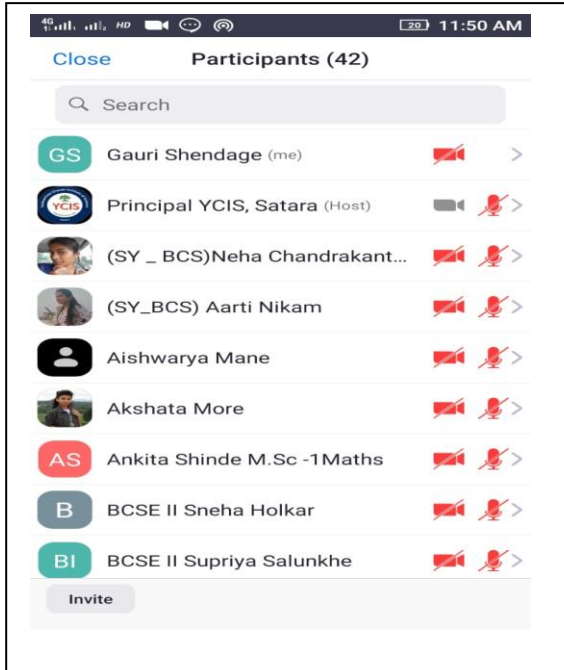 4G HD 20 11:50 AM
Close Participants (42)
Search
GS Gauri Shendage (me)
YCIS Principal YCIS, Satara (Host)
(SY _ BCS)Neha Chandrakant...
(SY_BCS) Aarti Nikam
Aishwarya Mane
Akshata More
AS Ankita Shinde M.Sc -1Maths
B BCSE II Sneha Holkar
BI BCSE II Supriya Salunkhe
Invite